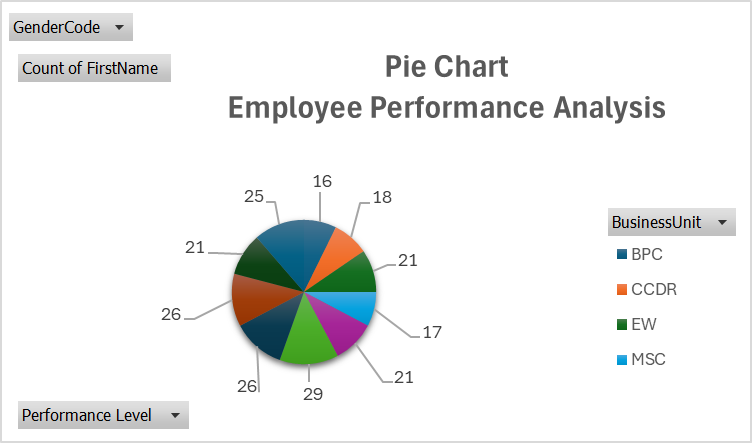 GenderCode
Count of FirstName
Pie Chart
Employee Performance Analysis
16
25
18
21
21
BusinessUnit
BPC
CCDR
EW
MSC
26
17
26
29
21
Performance Level